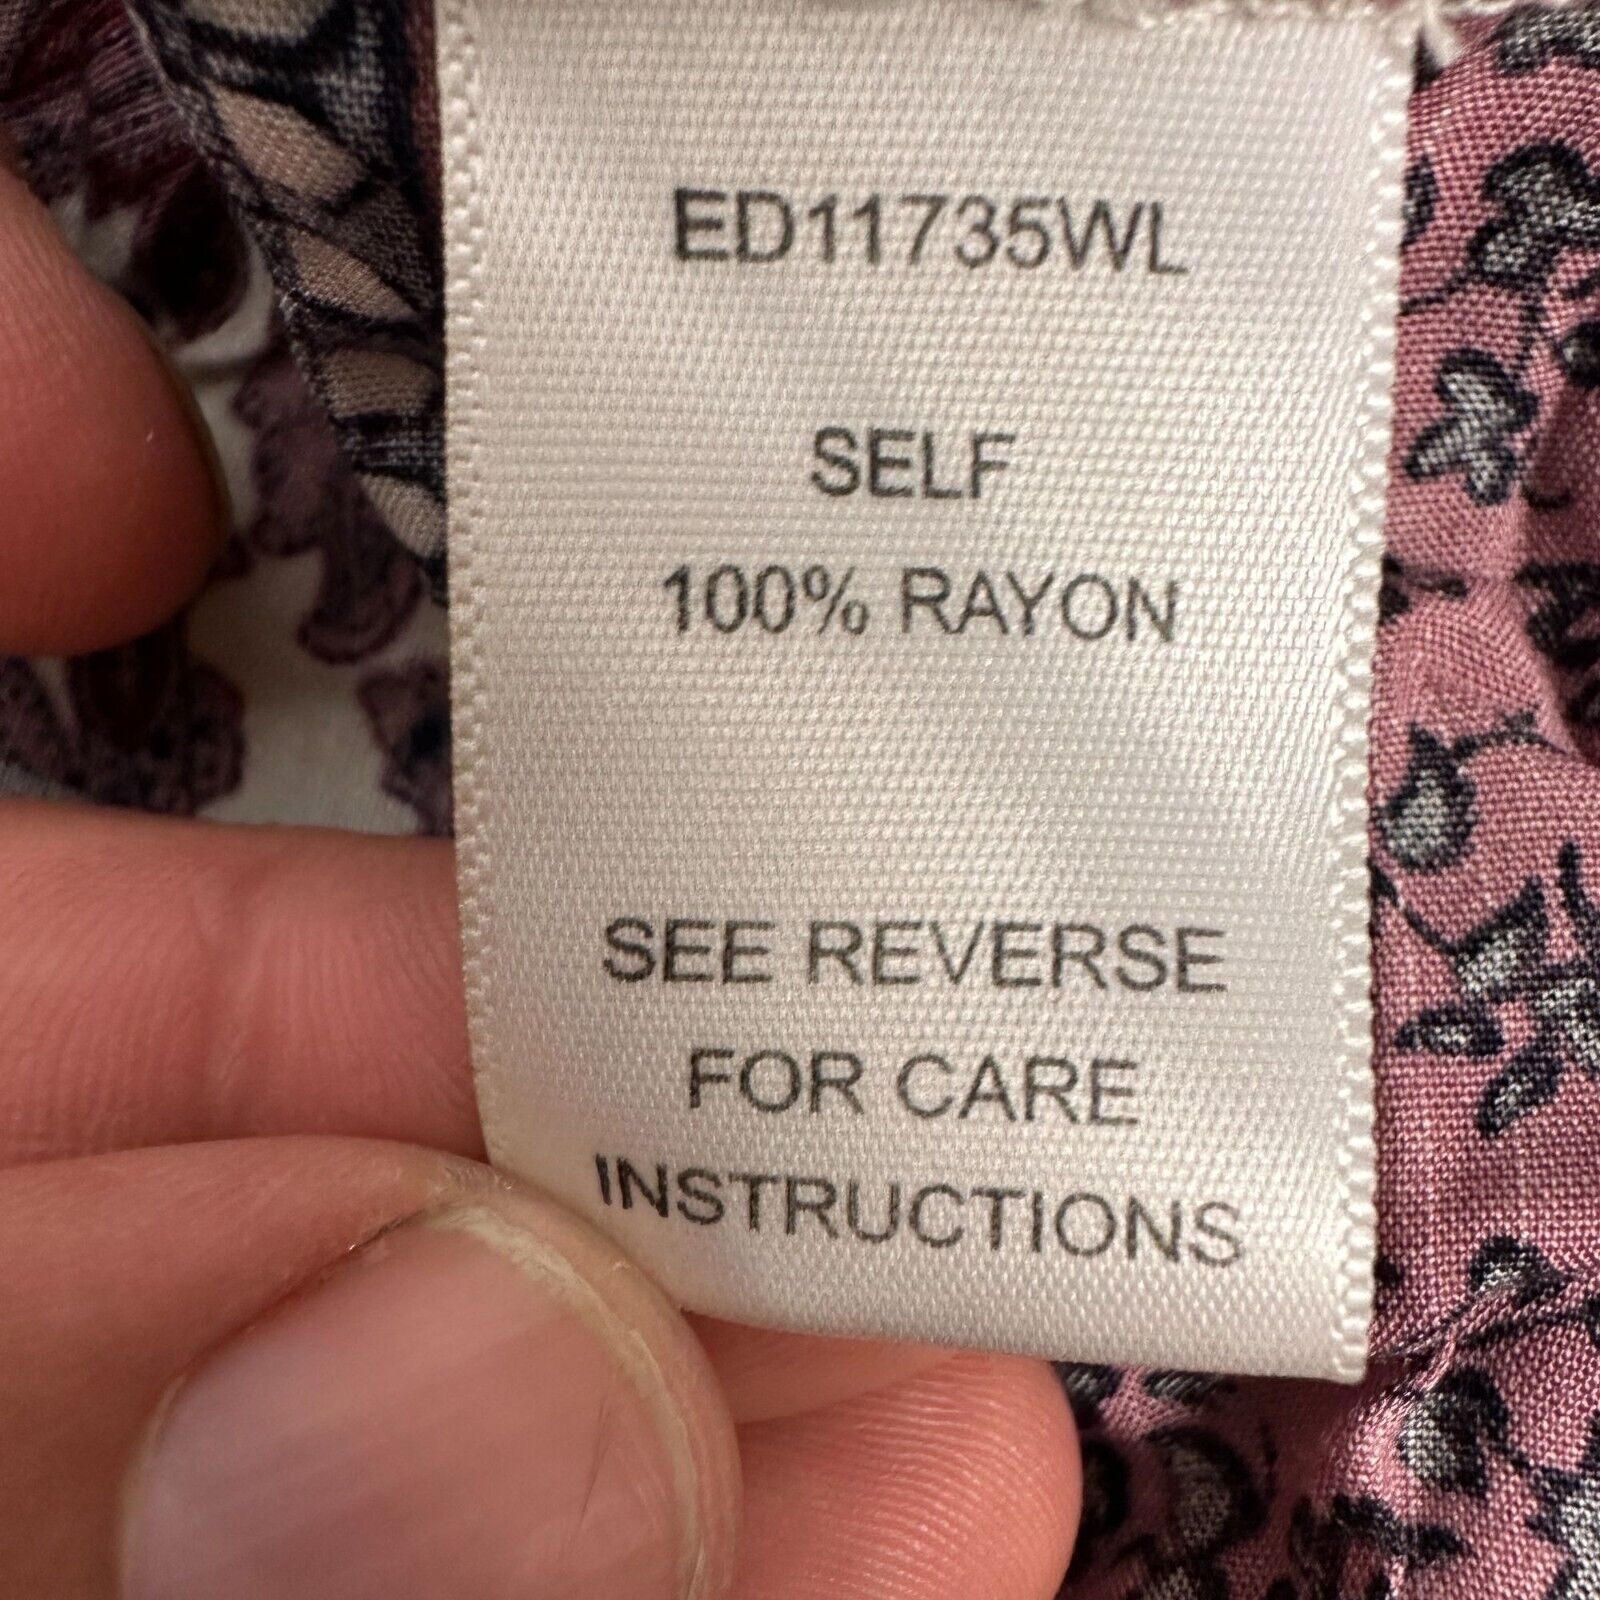 ED11735WL
SELF
100% RAYON
SEE REVERSE
FOR CARE
INSTRUCTIONS